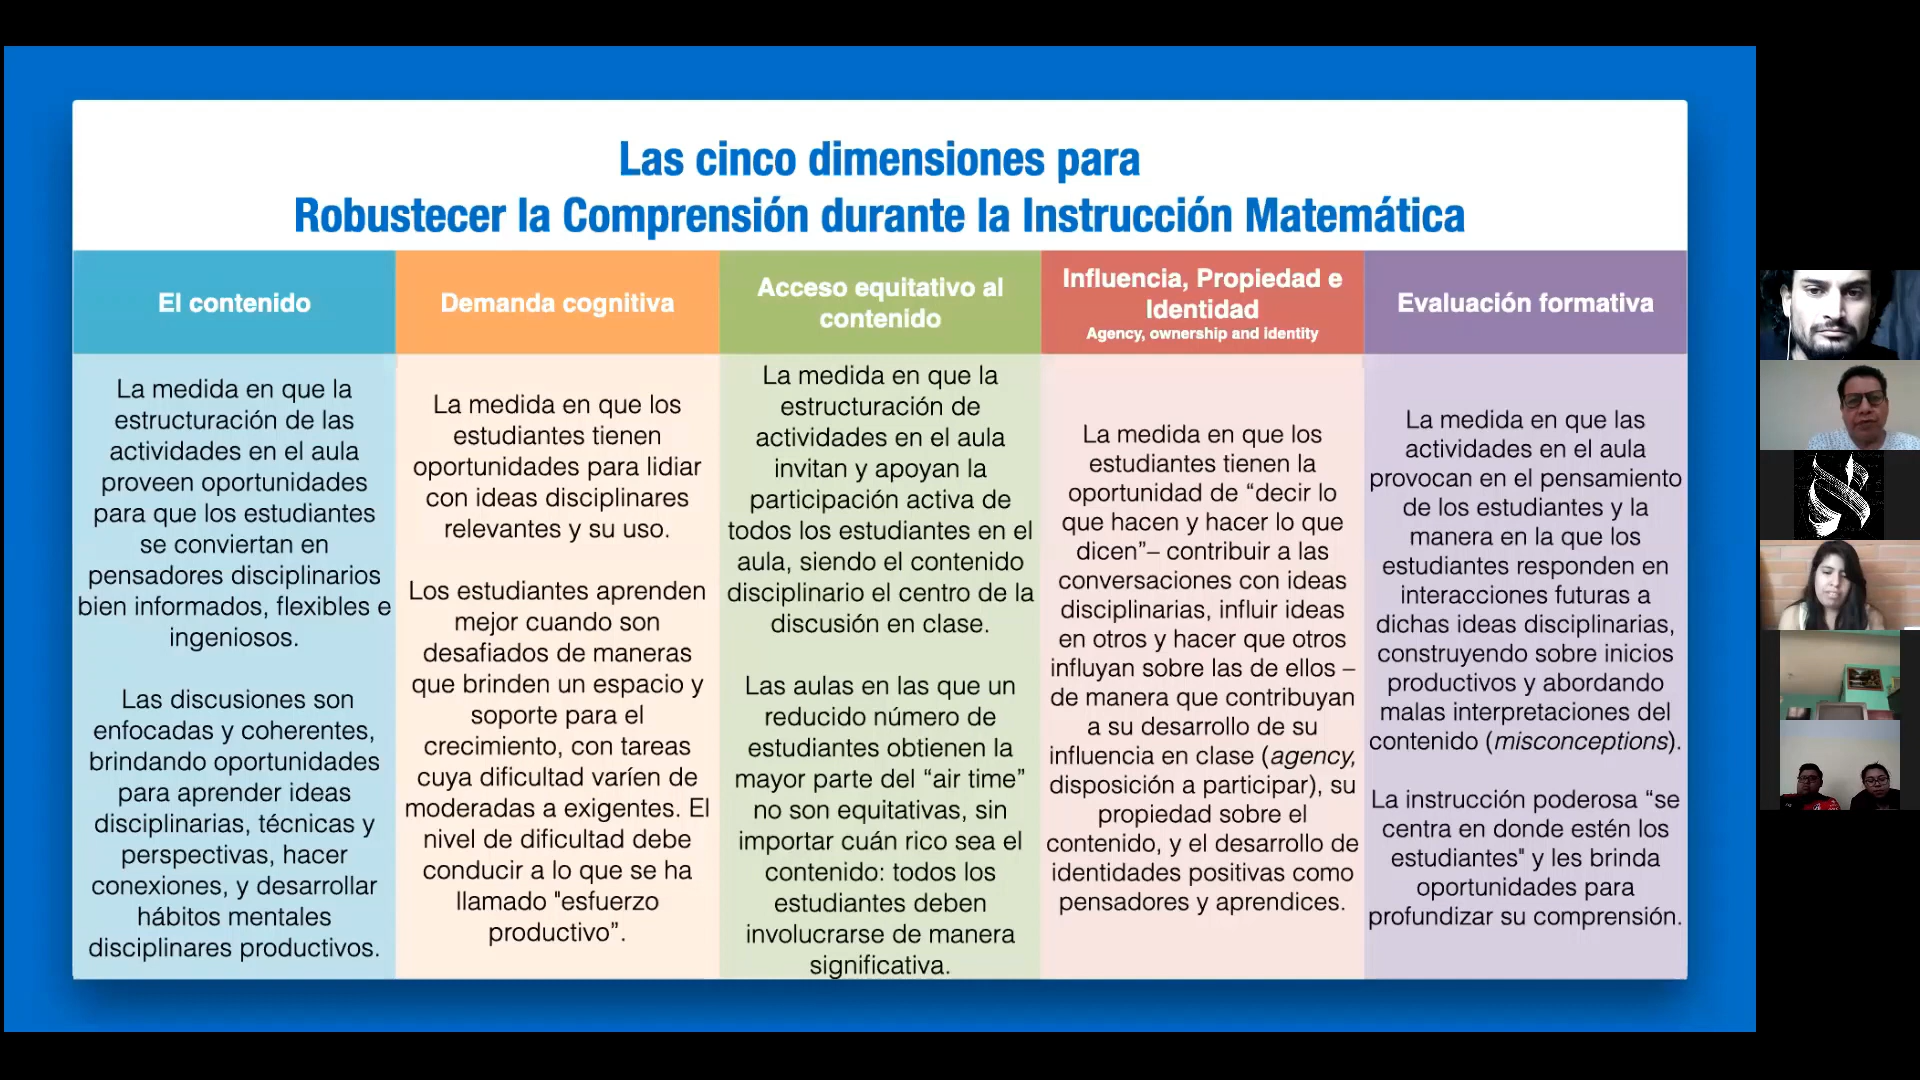 Las cinco dimensiones para
Robustecer la Comprensión durante la Instrucción Matemática
El contenido
La medida en que la
estructuración de las
actividades en el aula
proveen oportunidades
para que los estudiantes
se conviertan en
pensadores disciplinarios
bien informados, flexibles e
ingeniosos.
Las discusiones son
enfocadas y coherentes,
brindando oportunidades
para aprender ideas
disciplinarias, técnicas y
perspectivas, hacer
conexiones, y desarrollar
hábitos mentales
disciplinares productivos.
Demanda cognitiva
La medida en que los
estudiantes tienen
oportunidades para lidiar
con ideas disciplinares
relevantes y su uso.
Los estudiantes aprenden
mejor cuando son
desafiados de maneras
que brinden un espacio y
soporte para el
crecimiento, con tareas
cuya dificultad varíen de
moderadas a exigentes. El
nivel de dificultad debe
conducir a lo que se ha
llamado "esfuerzo
productivo”.
Acceso equitativo al
contenido
La medida en que la
estructuración de
actividades en el aula
invitan y apoyan la
participación activa de
todos los estudiantes en el
aula, siendo el contenido
disciplinario el centro de la
discusión en clase.
Las aulas en las que un
reducido número de
estudiantes obtienen la
mayor parte del “air time”
no son equitativas, sin
importar cuán rico sea el
contenido: todos los
estudiantes deben
involucrarse de manera
significativa.
Influencia, Propiedad e
Identidad
Agency, ownership and identity
La medida en que los
estudiantes tienen la
oportunidad de “decir lo
que hacen y hacer lo que
dicen”– contribuir a las
conversaciones con ideas
disciplinarias, influir ideas
en otros y hacer que otros
influyan sobre las de ellos –
de manera que contribuyan
a su desarrollo de su
influencia en clase (agency,
disposición a participar), su
propiedad sobre el
contenido, y el desarrollo de
identidades positivas como
pensadores y aprendices.
Evaluación formativa
La medida en que las
actividades en el aula
provocan en el pensamiento
de los estudiantes y la
manera en la que los
estudiantes responden en
interacciones futuras a
dichas ideas disciplinarias,
construyendo sobre inicios
productivos y abordando
malas interpretaciones del
contenido (misconceptions).
La instrucción poderosa “se
centra en donde estén los
estudiantes" y les brinda
oportunidades para
profundizar su comprensión.